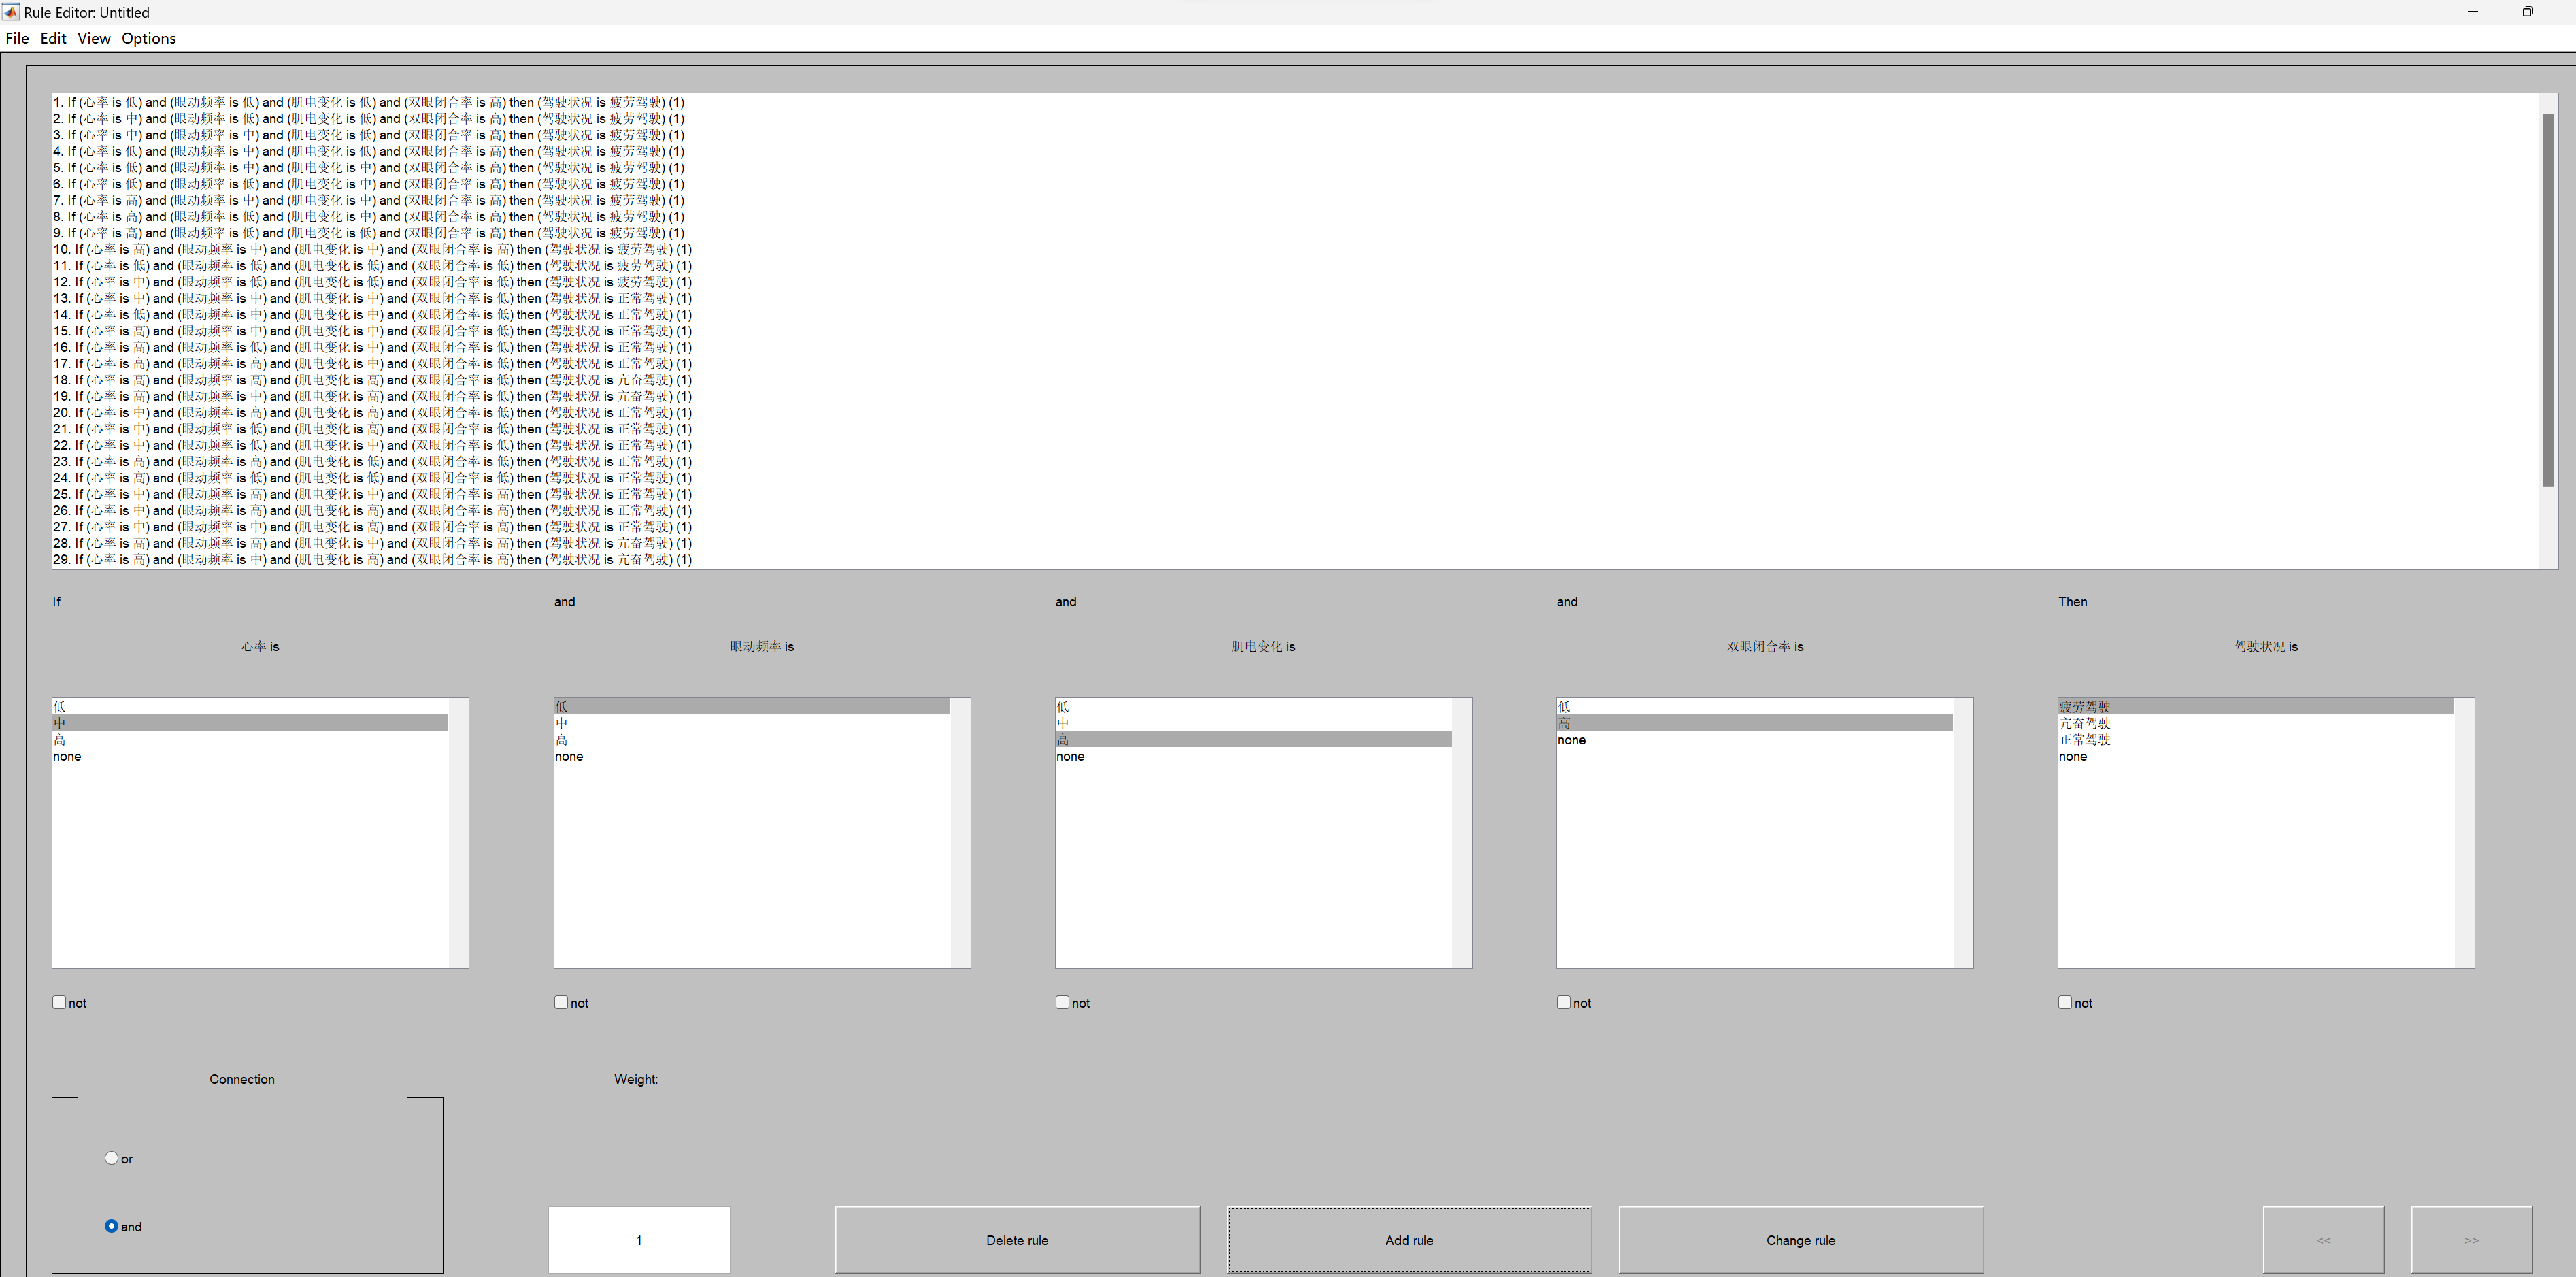 Rule Editor: Untitled
File Edit View Options
1. If (心率 is 低) and (眼动频率 is 低) and (肌电变化 is 低) and (双眼闭合率 is 高) then (驾驶状况 is 疲劳驾驶) (1)
2. If (心率 is 中) and (眼动频率 is 低) and (肌电变化 is 低) and (双眼闭合率 is 高) then (驾驶状况 is 疲劳驾驶) (1)
3. If (心率 is 中) and (眼动频率 is 中) and (肌电变化 is 低) and (双眼闭合率 is 高) then (驾驶状况 is 疲劳驾驶) (1)
4. If (心率 is 低) and (眼动频率 is 中) and (肌电变化 is 低) and (双眼闭合率 is 高) then (驾驶状况 is 疲劳驾驶) (1)
5. If (心率 is 低) and (眼动频率 is 中) and (肌电变化 is 中) and (双眼闭合率 is 高) then (驾驶状况 is 疲劳驾驶) (1)
6. If (心率 is 低) and (眼动频率 is 低) and (肌电变化 is 中) and (双眼闭合率 is 高) then (驾驶状况 is 疲劳驾驶) (1)
7. If (心率 is 高) and (眼动频率 is 中) and (肌电变化 is 中) and (双眼闭合率 is 高) then (驾驶状况 is 疲劳驾驶) (1)
8. If (心率 is 高) and (眼动频率 is 低) and (肌电变化 is 中) and (双眼闭合率 is 高) then (驾驶状况 is 疲劳驾驶) (1)
9. If (心率 is 高) and (眼动频率 is 低) and (肌电变化 is 低) and (双眼闭合率 is 高) then (驾驶状况 is 疲劳驾驶) (1)
10. If (心率 is 高) and (眼动频率 is 中) and (肌电变化 is 中) and (双眼闭合率 is 高) then (驾驶状况 is 疲劳驾驶) (1)
11. If (心率 is 低) and (眼动频率 is 低) and (肌电变化 is 低) and (双眼闭合率 is 低) then (驾驶状况 is 疲劳驾驶) (1)
12. If (心率 is 中) and (眼动频率 is 低) and (肌电变化 is 低) and (双眼闭合率 is 低) then (驾驶状况 is 疲劳驾驶) (1)
13. If (心率 is 中) and (眼动频率 is 中) and (肌电变化 is 中) and (双眼闭合率 is 低) then (驾驶状况 is 正常驾驶) (1)
14. If (心率 is 低) and (眼动频率 is 中) and (肌电变化 is 中) and (双眼闭合率 is 低) then (驾驶状况 is 正常驾驶) (1)
15. If (心率 is 高) and (眼动频率 is 中) and (肌电变化 is 中) and (双眼闭合率 is 低) then (驾驶状况 is 正常驾驶) (1)
16. If (心率 is 高) and (眼动频率 is 低) and (肌电变化 is 中) and (双眼闭合率 is 低) then (驾驶状况 is 正常驾驶) (1)
17. If (心率 is 高) and (眼动频率 is 高) and (肌电变化 is 中) and (双眼闭合率 is 低) then (驾驶状况 is 正常驾驶) (1)
18. If (心率 is 高) and (眼动频率 is 高) and (肌电变化 is 高) and (双眼闭合率 is 低) then (驾驶状况 is 亢奋驾驶) (1)
19. If (心率 is 高) and (眼动频率 is 中) and (肌电变化 is 高) and (双眼闭合率 is 低) then (驾驶状况 is 亢奋驾驶) (1)
20. If (心率 is 中) and (眼动频率 is 高) and (肌电变化 is 高) and (双眼闭合率 is 低) then (驾驶状况 is 正常驾驶) (1)
21. If (心率 is 中) and (眼动频率 is 低) and (肌电变化 is 高) and (双眼闭合率 is 低) then (驾驶状况 is 正常驾驶) (1)
22. If (心率 is 中) and (眼动频率 is 低) and (肌电变化 is 中) and (双眼闭合率 is 低) then (驾驶状况 is 正常驾驶) (1)
23. If (心率 is 高) and (眼动频率 is 高) and (肌电变化 is 低) and (双眼闭合率 is 低) then (驾驶状况 is 正常驾驶) (1)
24. If (心率 is 高) and (眼动频率 is 低) and (肌电变化 is 低) and (双眼闭合率 is 低) then (驾驶状况 is 正常驾驶) (1)
25. If (心率 is 中) and (眼动频率 is 高) and (肌电变化 is 中) and (双眼闭合率 is 高) then (驾驶状况 is 正常驾驶) (1)
26. If (心率 is 中) and (眼动频率 is 高) and (肌电变化 is 高) and (双眼闭合率 is 高) then (驾驶状况 is 正常驾驶) (1)
27. If (心率 is 中) and (眼动频率 is 中) and (肌电变化 is 高) and (双眼闭合率 is 高) then (驾驶状况 is 正常驾驶) (1)
28. If (心率 is 高) and (眼动频率 is 高) and (肌电变化 is 中) and (双眼闭合率 is 高) then (驾驶状况 is 亢奋驾驶) (1)
29. If (心率 is 高) and (眼动频率 is 中) and (肌电变化 is 高) and (双眼闭合率 is 高) then (驾驶状况 is 亢奋驾驶) (1)
If and and and Then
心率 is 眼动频率 is 肌电变化 is 双眼闭合率 is 驾驶状况 is
低 低 低 低 疲劳驾驶
中 中 中 高 亢奋驾驶
高 高 高 none 正常驾驶
none none none none
not not not not not
Connection Weight:
or
and
1 Delete rule Add rule Change rule << >>